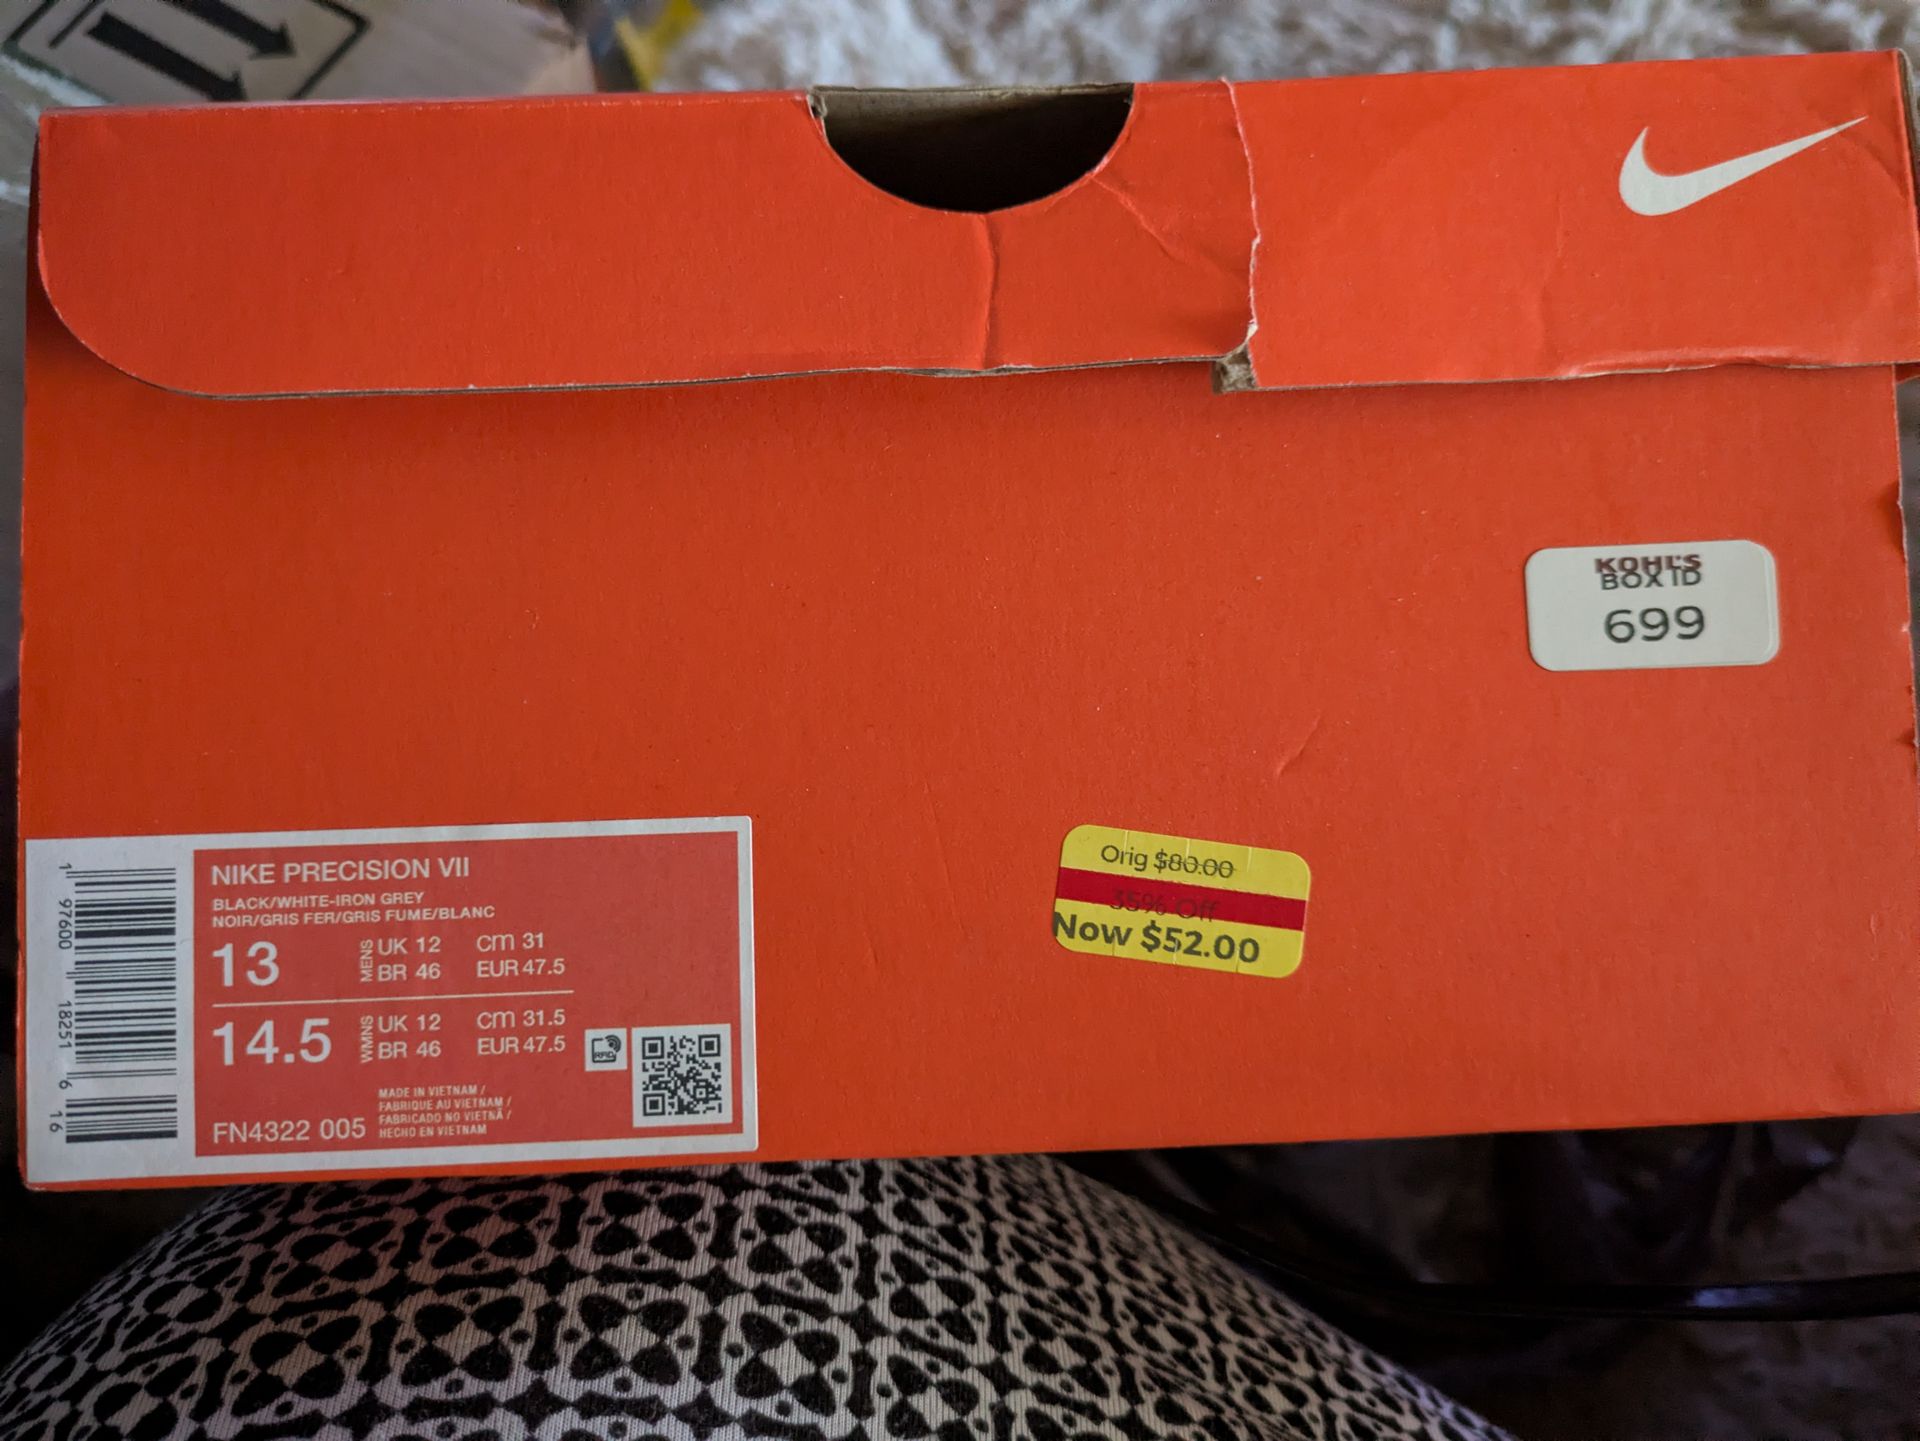 KOHL'S
BOX ID
699
Orig $80.00
35% Off
Now $52.00
NIKE PRECISION VII
BLACK/WHITE-IRON GREY
NOIR/GRIS FER/GRIS FUME/BLANC
13 MENS UK 12 CM 31
BR 46 EUR 47.5
14.5 WMNS UK 12 CM 31.5
BR 46 EUR 47.5
RFID
MADE IN VIETNAM /
FABRIQUE AU VIETNAM /
FABRICADO NO VIETNÃ /
HECHO EN VIETNAM
FN4322 005
1 97600 18251 6 16